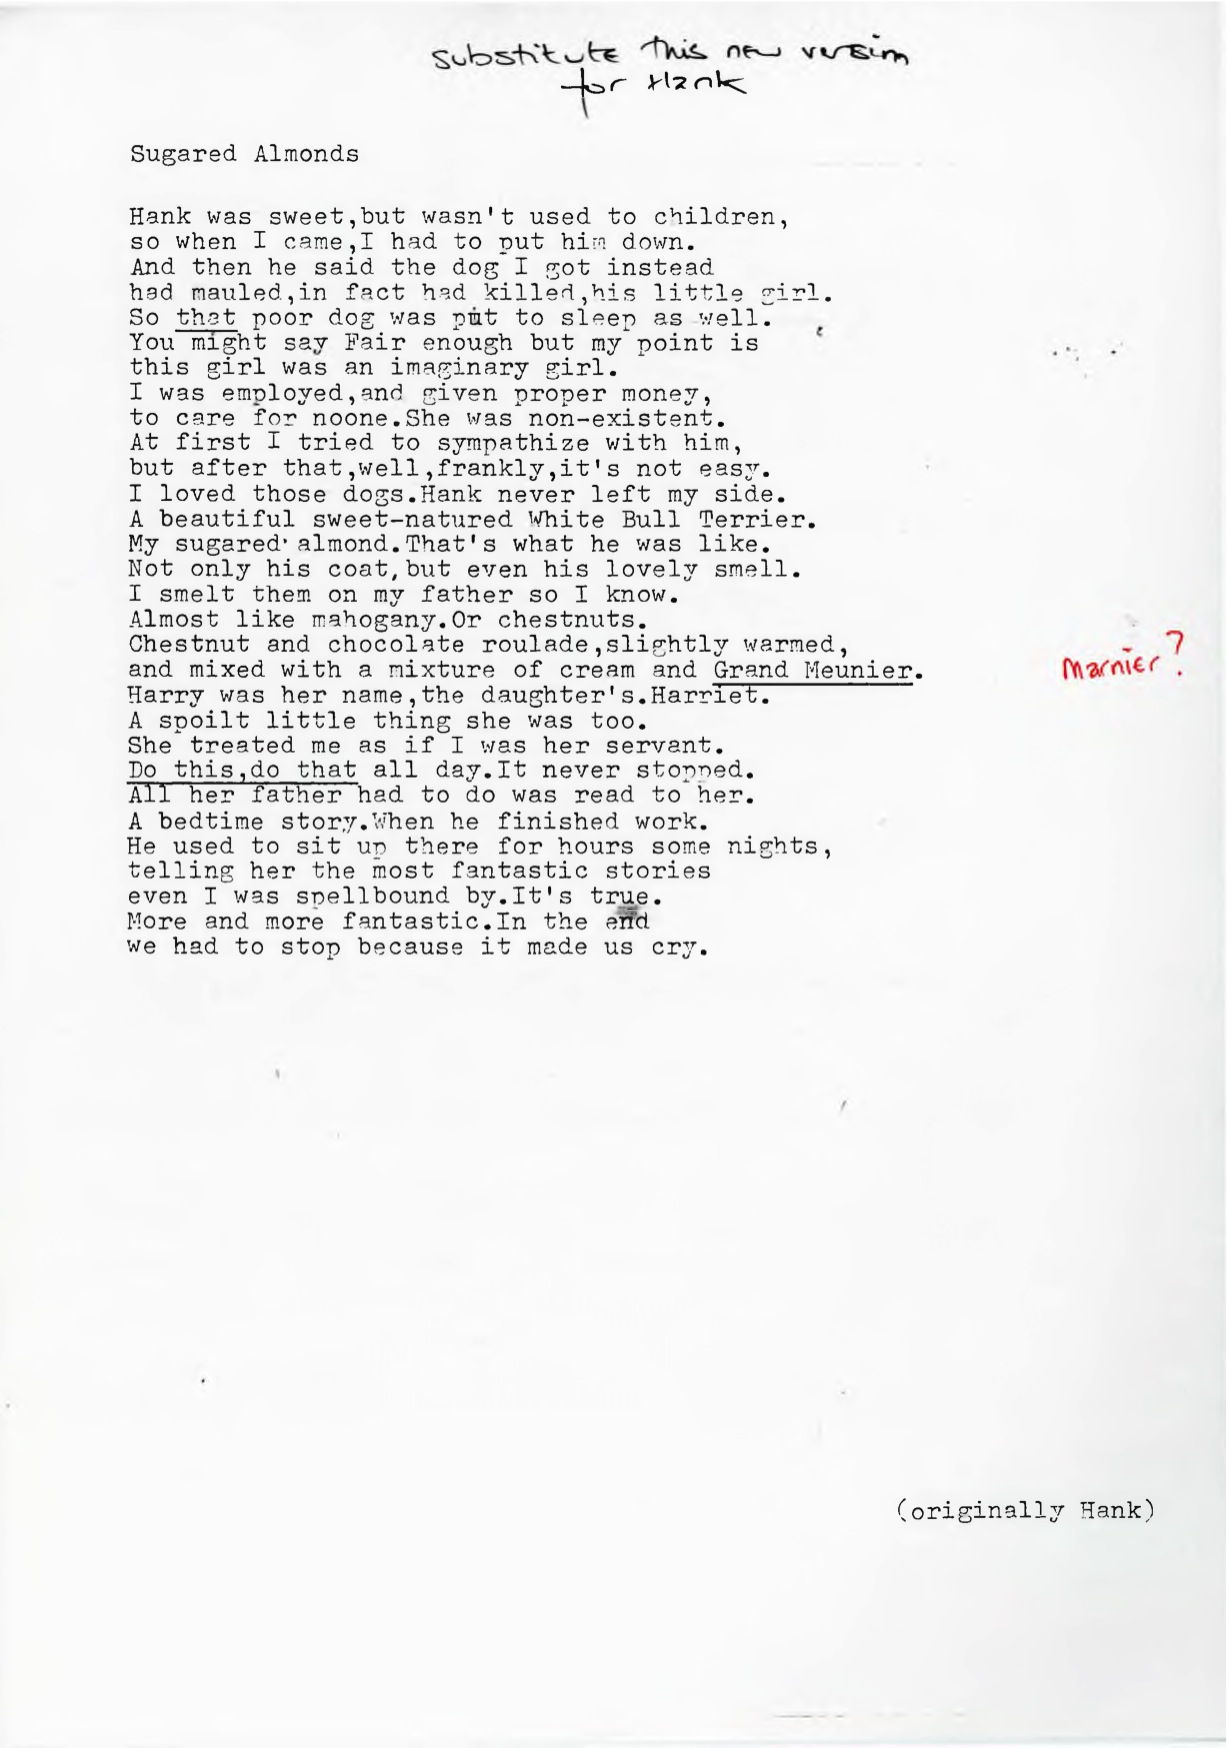 substitute this new version
for Hank
Sugared Almonds
Hank was sweet,but wasn't used to children,
so when I came,I had to put him down.
And then he said the dog I got instead
had mauled,in fact had killed,his little girl.
So that poor dog was put to sleep as well.
You might say Fair enough but my point is
this girl was an imaginary girl.
I was employed,and given proper money,
to care for noone.She was non-existent.
At first I tried to sympathize with him,
but after that,well,frankly,it's not easy.
I loved those dogs.Hank never left my side.
A beautiful sweet-natured White Bull Terrier.
My sugared almond.That's what he was like.
Not only his coat,but even his lovely smell.
I smelt them on my father so I know.
Almost like mahogany.Or chestnuts.
Chestnut and chocolate roulade,slightly warmed,
and mixed with a mixture of cream and Grand Meunier.
Marnier?
Harry was her name,the daughter's.Harriet.
A spoilt little thing she was too.
She treated me as if I was her servant.
Do this,do that all day.It never stopped.
All her father had to do was read to her.
A bedtime story.When he finished work.
He used to sit up there for hours some nights,
telling her the most fantastic stories
even I was spellbound by.It's true.
More and more fantastic.In the end
we had to stop because it made us cry.
(originally Hank)